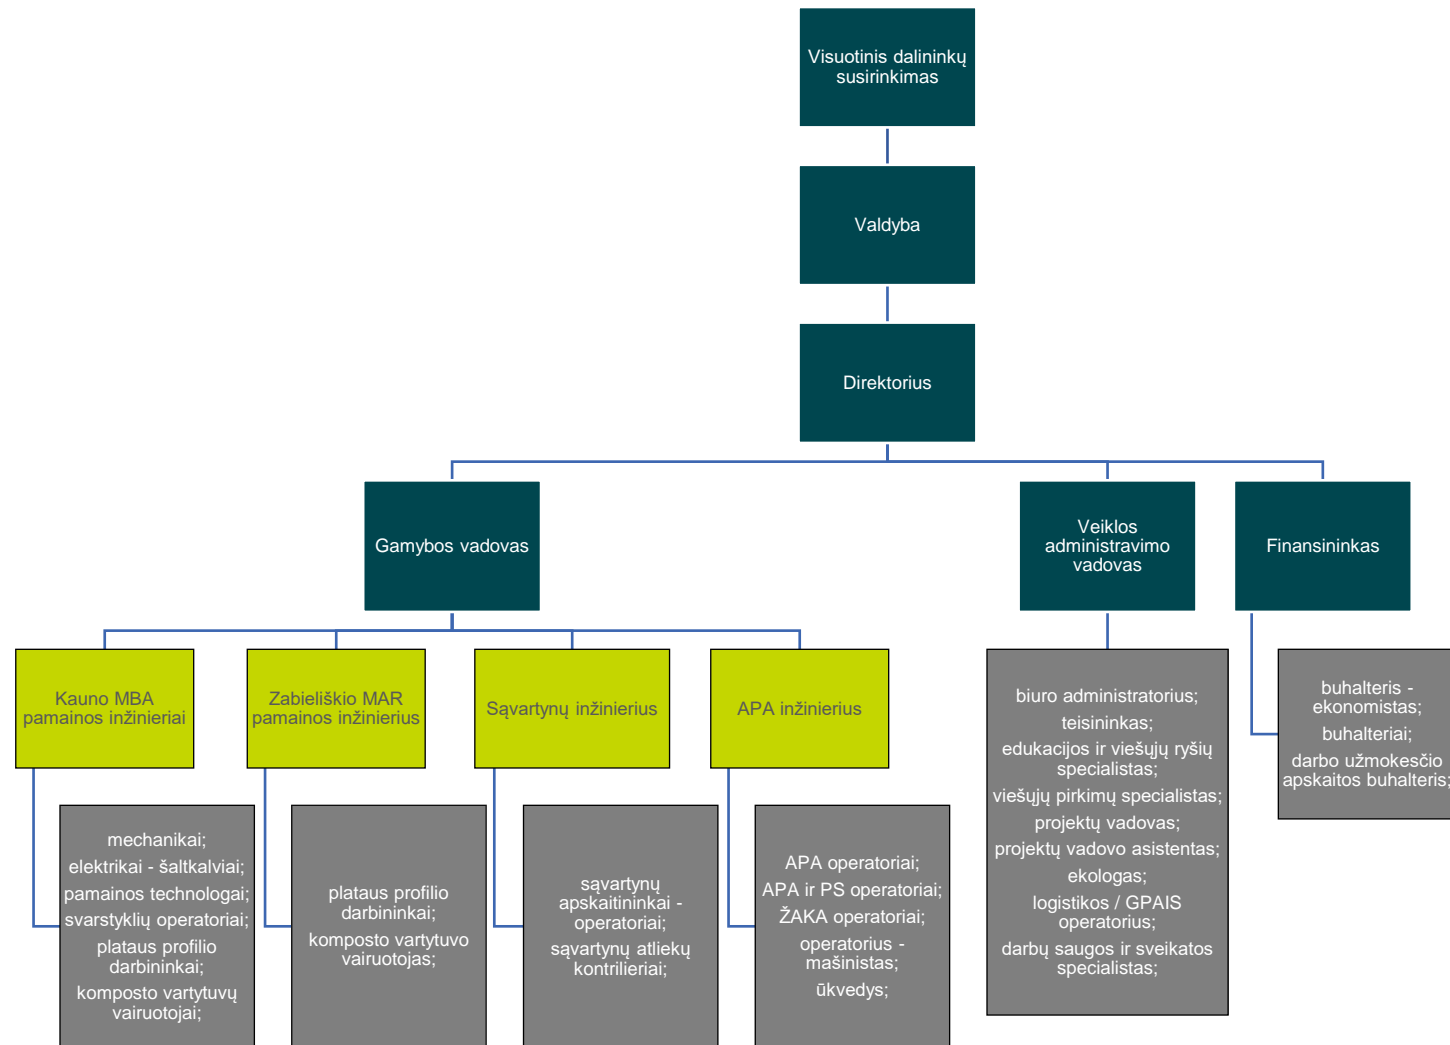 Visuotinis dalininkų
susirinkimas
Valdyba
Direktorius
Gamybos vadovas
Veiklos
administravimo
vadovas
Finansininkas
Kauno MBA
pamainos inžinieriai
Zabieliškio MAR
pamainos inžinierius
Sąvartynų inžinierius
APA inžinierius
mechanikai;
elektrikai - šaltkalviai;
pamainos technologai;
svarstyklių operatoriai;
plataus profilio
darbininkai;
komposto vartytuvų
vairuotojai;
plataus profilio
darbininkai;
komposto vartytuvo
vairuotojas;
sąvartynų
apskaitininkai -
operatoriai;
sąvartynų atliekų
kontrilieriai;
APA operatoriai;
APA ir PS operatoriai;
ŽAKA operatoriai;
operatorius -
mašinistas;
ūkvedys;
biuro administratorius;
teisininkas;
edukacijos ir viešųjų ryšių
specialistas;
viešųjų pirkimų specialistas;
projektų vadovas;
projektų vadovo asistentas;
ekologas;
logistikos / GPAIS
operatorius;
darbų saugos ir sveikatos
specialistas;
buhalteris -
ekonomistas;
buhalteriai;
darbo užmokesčio
apskaitos buhalteris;